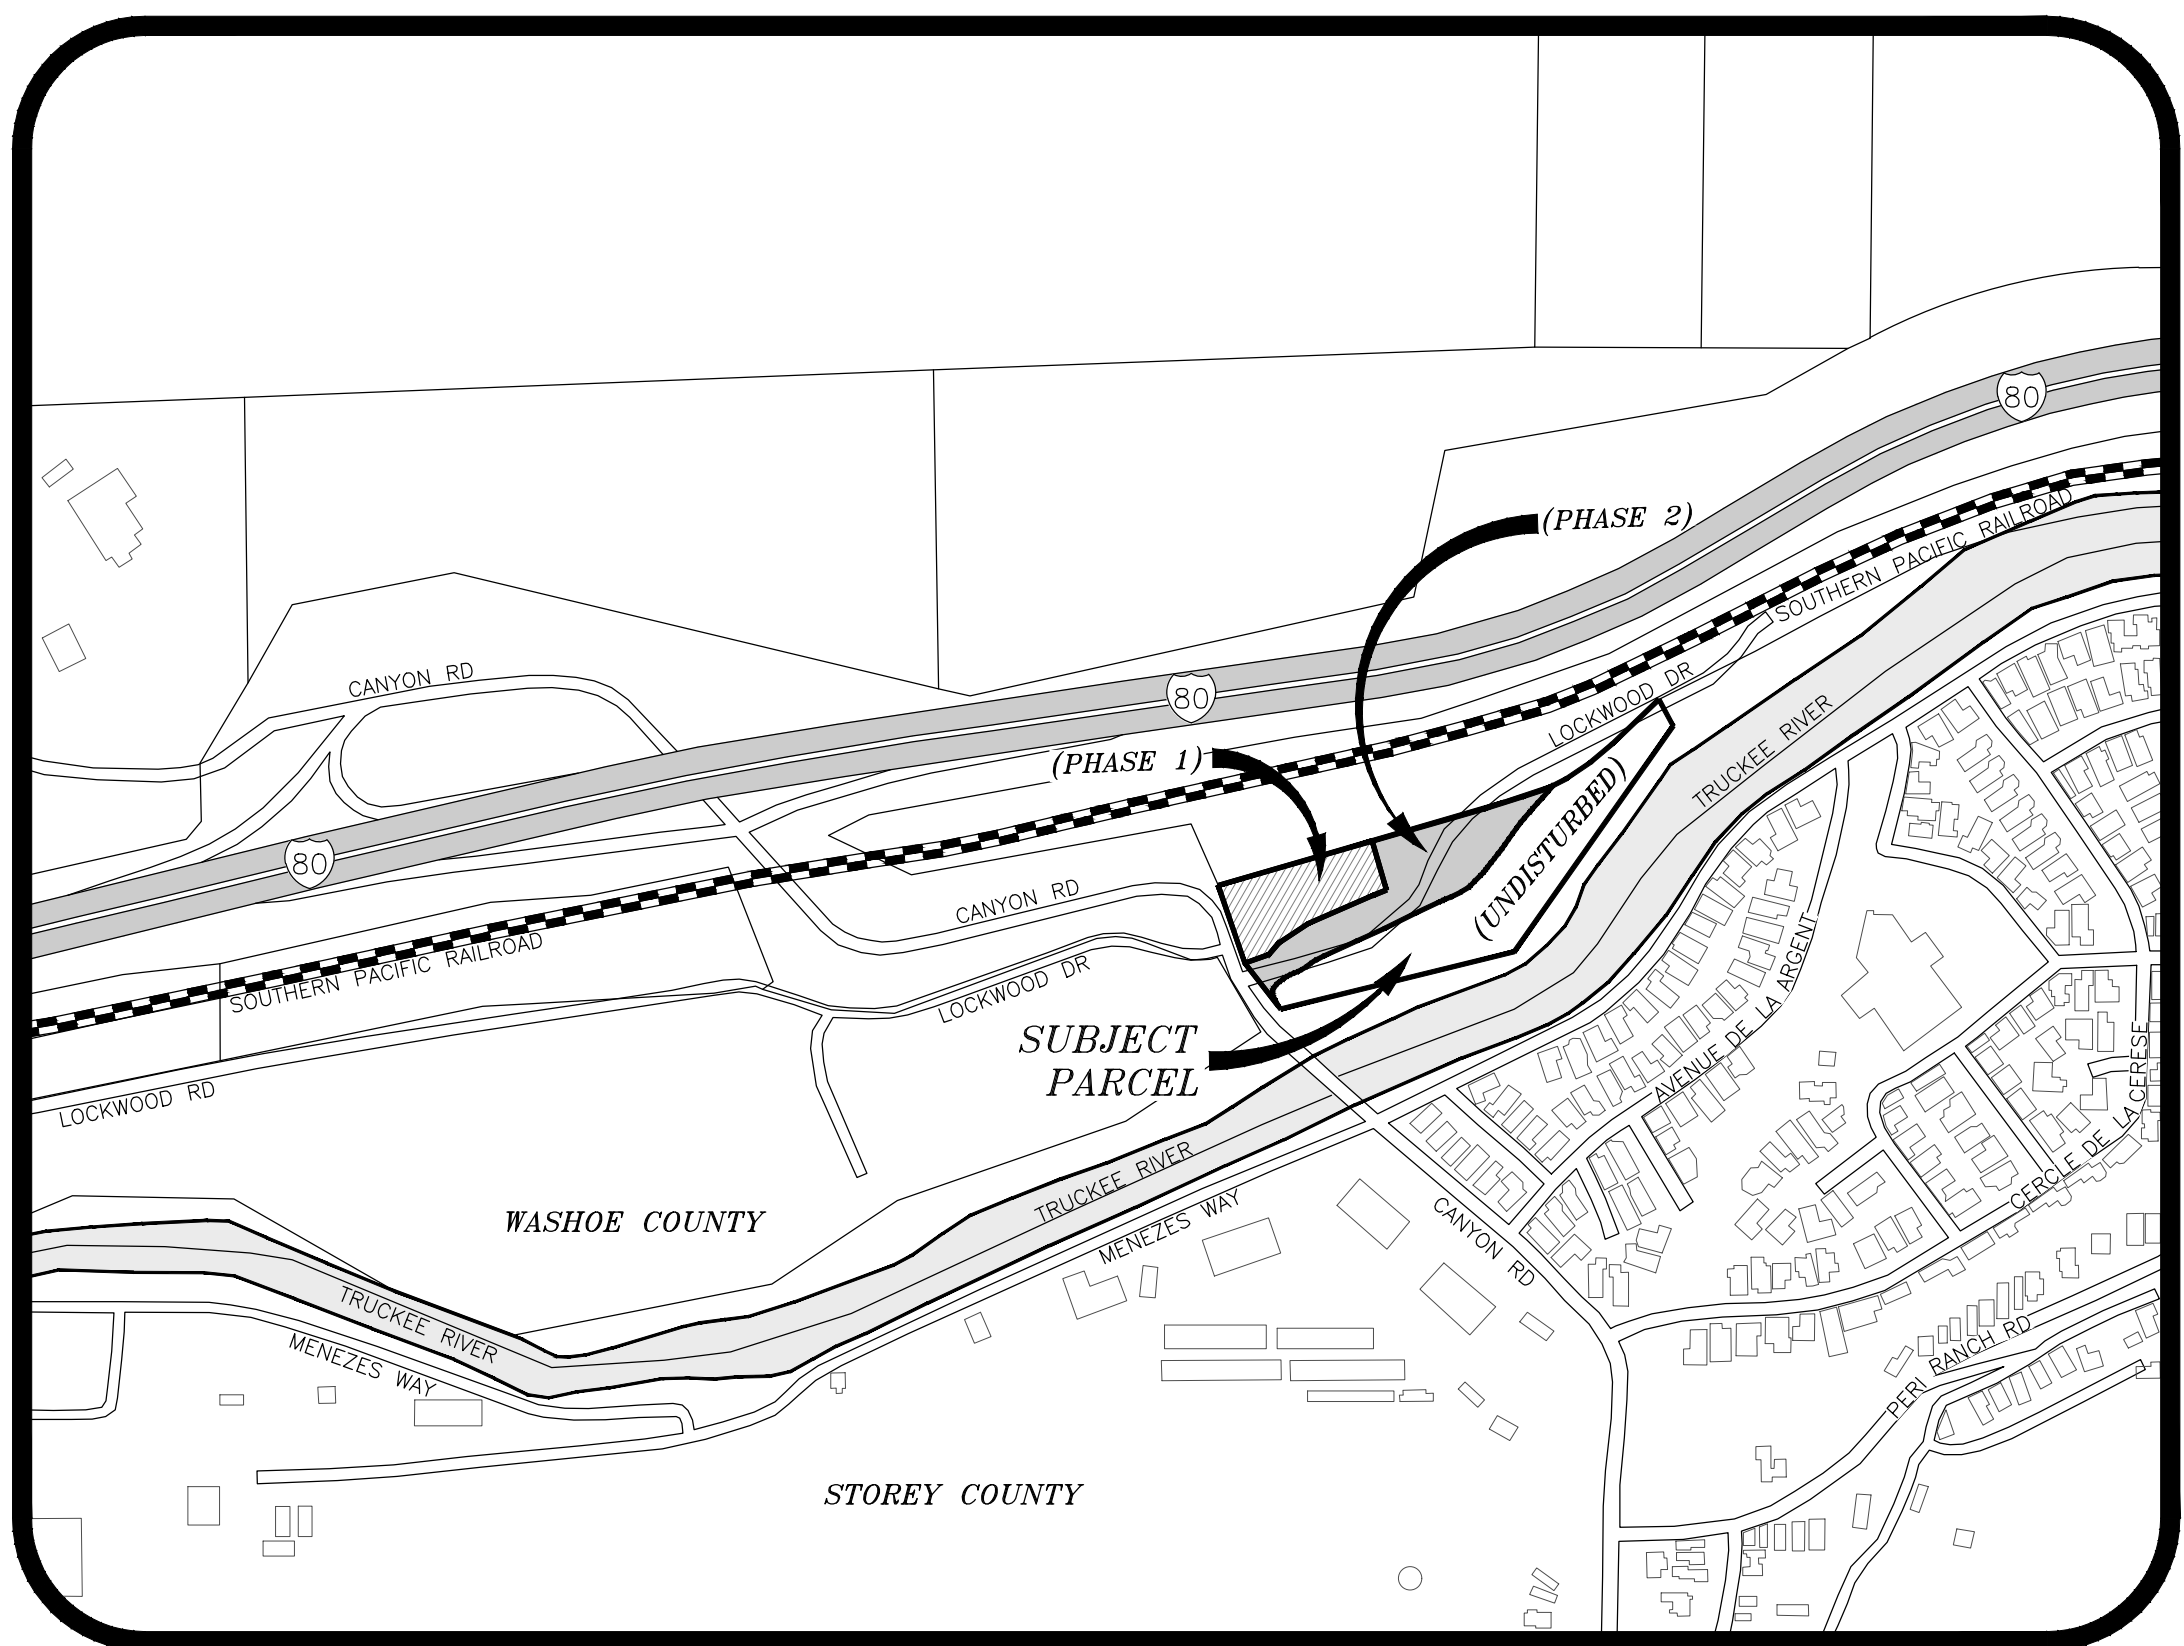 80
(PHASE 2)
SOUTHERN PACIFIC RAILROAD
CANYON RD
80
LOCKWOOD DR
TRUCKEE RIVER
(PHASE 1)
(UNDISTURBED)
80
CANYON RD
SOUTHERN PACIFIC RAILROAD
LOCKWOOD DR
AVENUE DE LA ARGENT
SUBJECT
PARCEL
LOCKWOOD RD
CERCLE DE LA CERESE
TRUCKEE RIVER
WASHOE COUNTY
MENEZES WAY
CANYON RD
TRUCKEE RIVER
MENEZES WAY
PERI RANCH RD
STOREY COUNTY